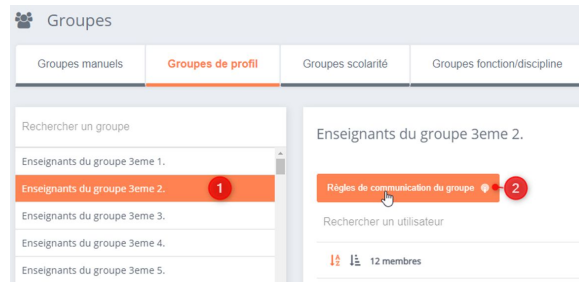 Groupes
Groupes manuels
Groupes de profil
Groupes scolarité
Groupes fonction/discipline
Rechercher un groupe
Enseignants du groupe 3eme 1.
Enseignants du groupe 3eme 2.
1
Enseignants du groupe 3eme 3.
Enseignants du groupe 3eme 4.
Enseignants du groupe 3eme 5.
Enseignants du groupe 3eme 2.
Règles de communication du groupe
2
Rechercher un utilisateur
12 membres